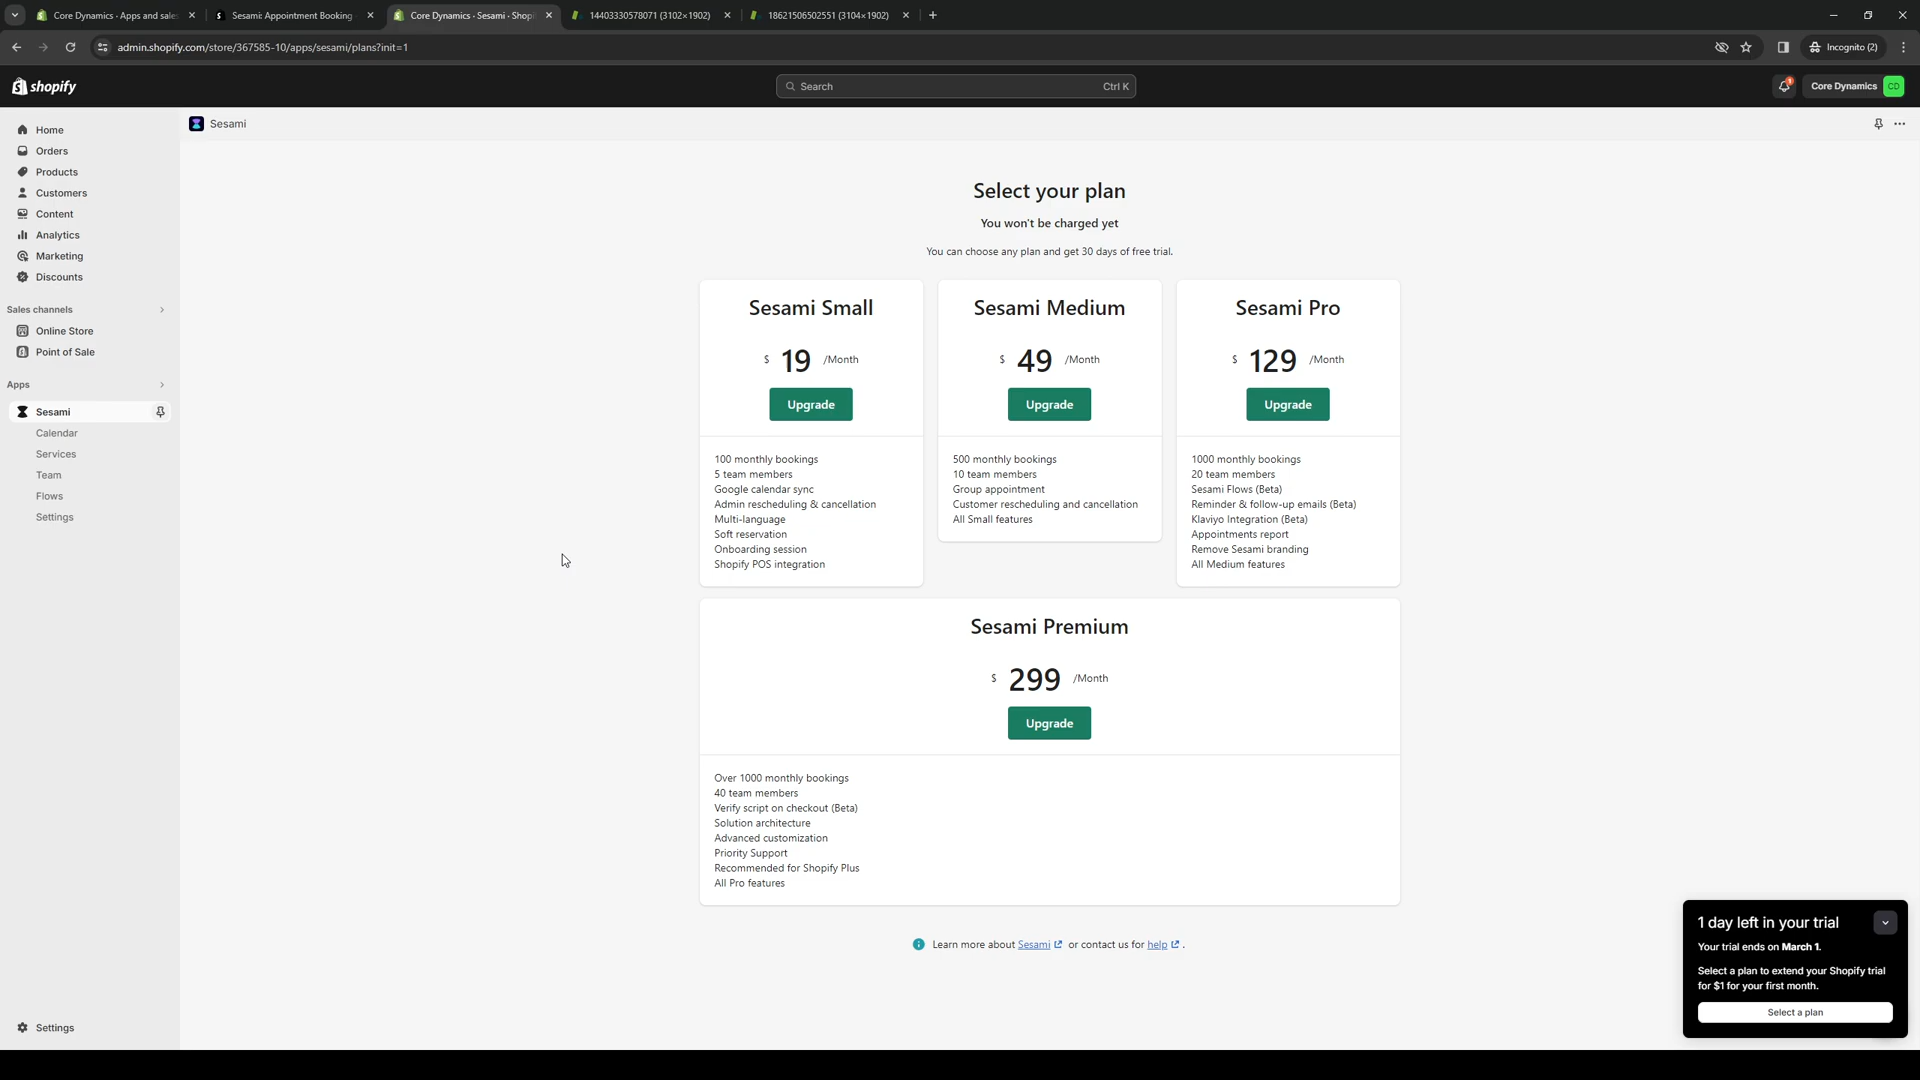 Core Dynamics · Apps and sales
Sesami: Appointment Booking
Core Dynamics · Sesami · Shopi
14403330578071 (3102×1902)
18621506502551 (3104×1902)
admin.shopify.com/store/367585-10/apps/sesami/plans?init=1
Incognito (2)
shopify
Search
Ctrl K
Core Dynamics
CD
Home
Orders
Products
Customers
Content
Analytics
Marketing
Discounts
Sales channels
Online Store
Point of Sale
Apps
Sesami
Calendar
Services
Team
Flows
Settings
Settings
Sesami
Select your plan
You won't be charged yet
You can choose any plan and get 30 days of free trial.
Sesami Small
$ 19 /Month
Upgrade
100 monthly bookings
5 team members
Google calendar sync
Admin rescheduling & cancellation
Multi-language
Soft reservation
Onboarding session
Shopify POS integration
Sesami Medium
$ 49 /Month
Upgrade
500 monthly bookings
10 team members
Group appointment
Customer rescheduling and cancellation
All Small features
Sesami Pro
$ 129 /Month
Upgrade
1000 monthly bookings
20 team members
Sesami Flows (Beta)
Reminder & follow-up emails (Beta)
Klaviyo Integration (Beta)
Appointments report
Remove Sesami branding
All Medium features
Sesami Premium
$ 299 /Month
Upgrade
Over 1000 monthly bookings
40 team members
Verify script on checkout (Beta)
Solution architecture
Advanced customization
Priority Support
Recommended for Shopify Plus
All Pro features
Learn more about Sesami or contact us for help .
1 day left in your trial
Your trial ends on March 1.
Select a plan to extend your Shopify trial
for $1 for your first month.
Select a plan